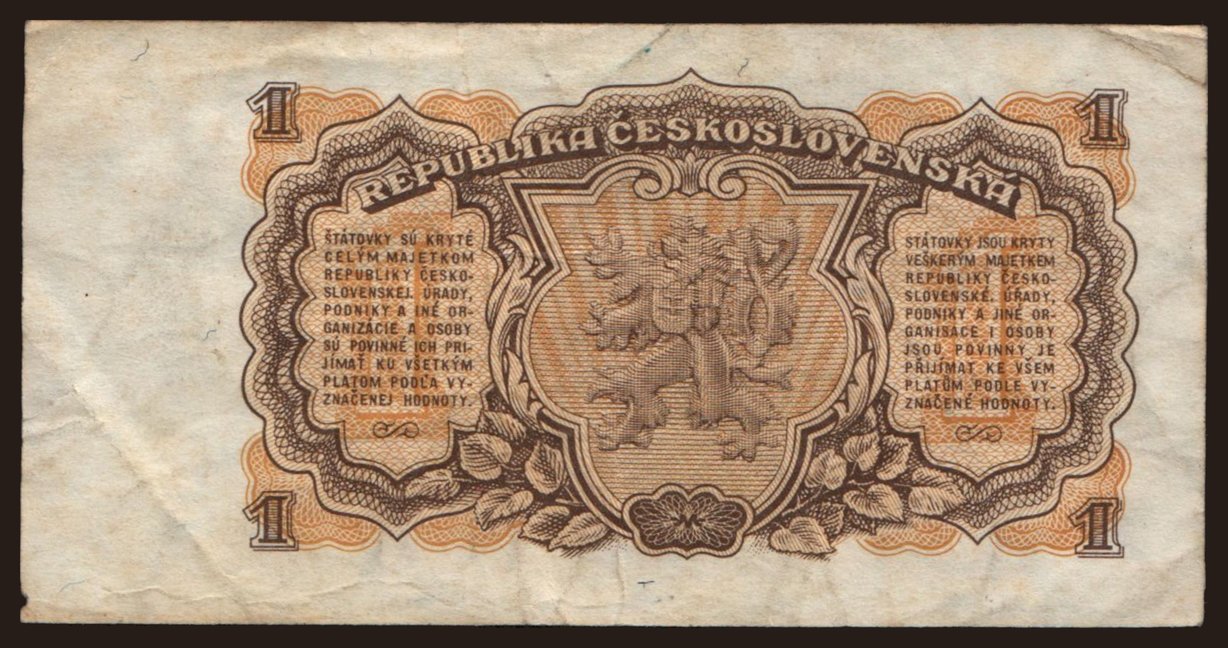 1
1
REPUBLIKA ČESKOSLOVENSKÁ
ŠTÁTOVKY SÚ KRYTÉ
CELÝM MAJETKOM
REPUBLIKY ČESKO-
SLOVENSKEJ. ÚRADY,
PODNIKY A INÉ OR-
GANIZÁCIE A OSOBY
SÚ POVINNÉ ICH PRI-
JÍMAŤ KU VŠETKÝM
PLATOM PODĽA VY-
ZNAČENEJ HODNOTY.
STÁTOVKY JSOU KRYTY
VEŠKERÝM MAJETKEM
REPUBLIKY ČESKO-
SLOVENSKÉ. ÚŘADY,
PODNIKY A JINÉ OR-
GANISACE I OSOBY
JSOU POVINNY JE
PŘIJÍMAT KE VŠEM
PLATŮM PODLE VY-
ZNAČENÉ HODNOTY.
1
1